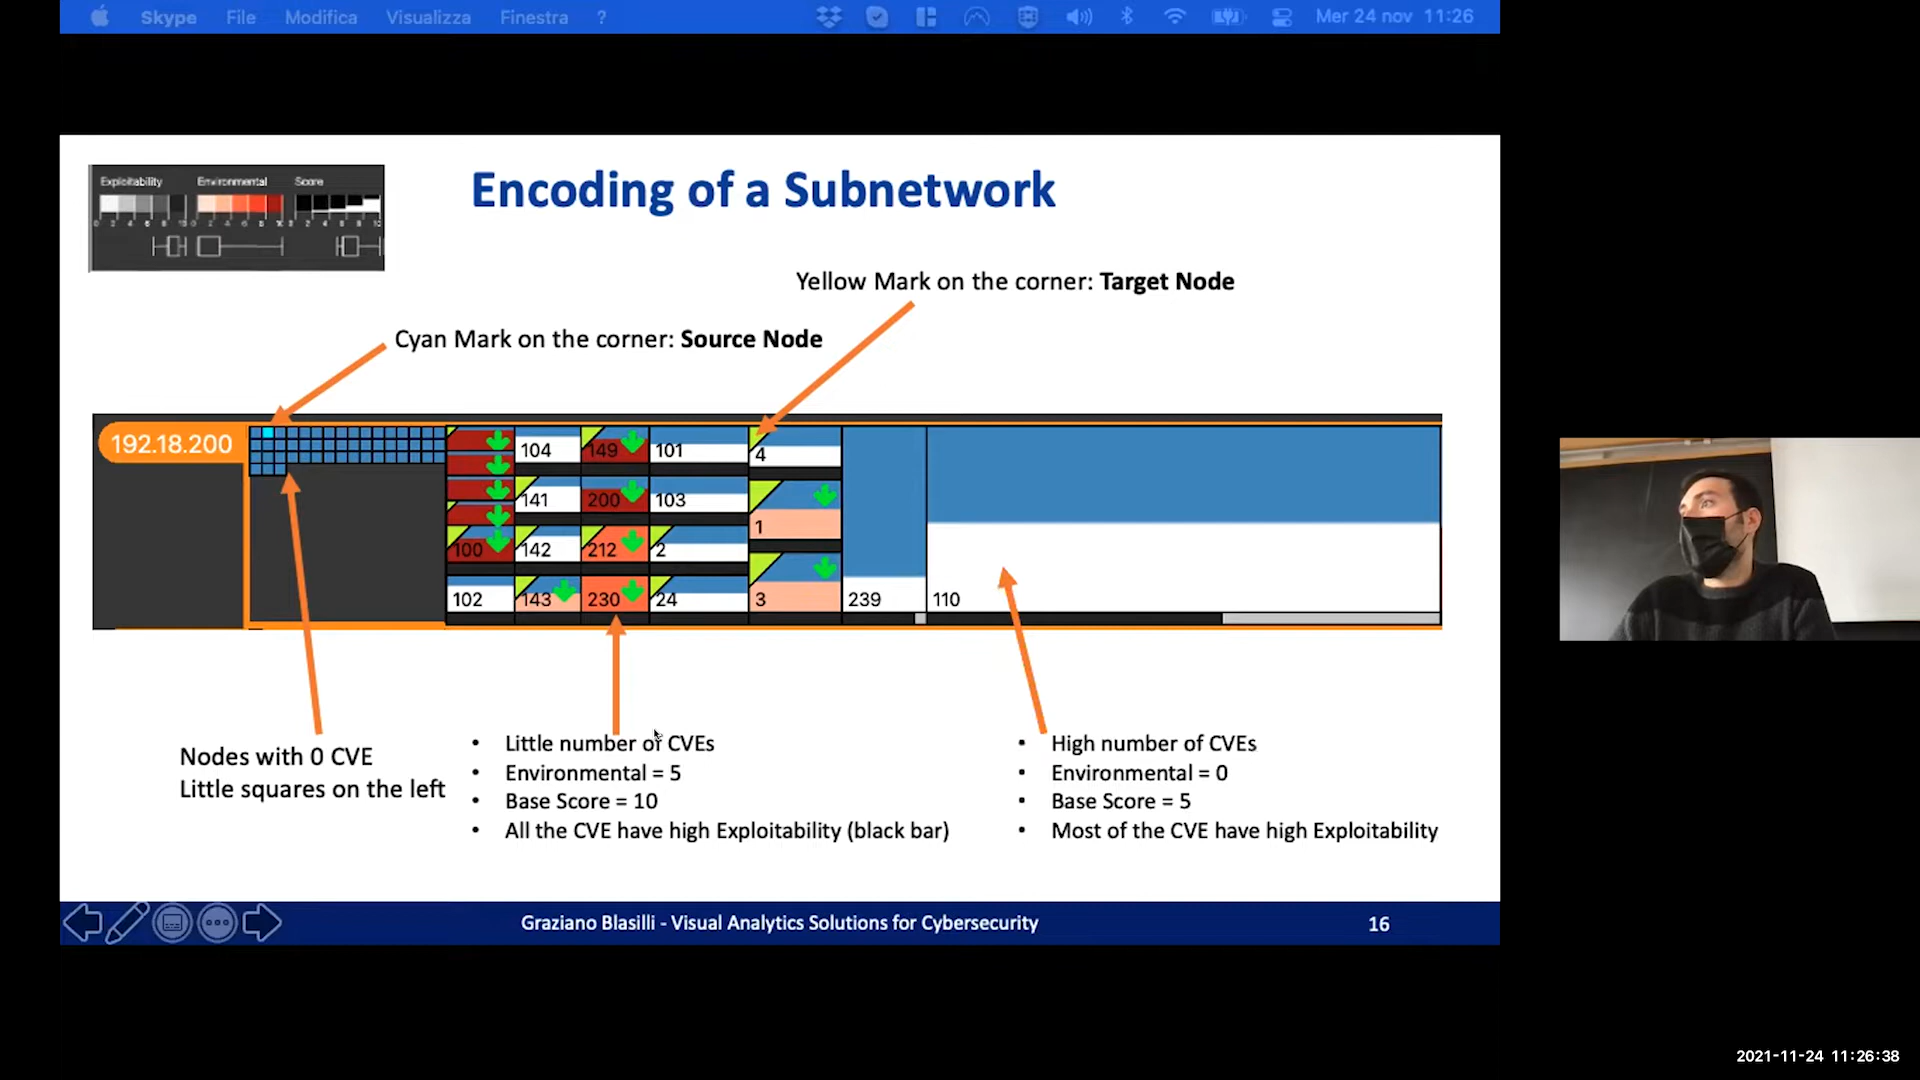 Skype File Modifica Visualizza Finestra ? Mer 24 nov 11:26
Exploitability Environmental Score
Encoding of a Subnetwork
Yellow Mark on the corner: Target Node
Cyan Mark on the corner: Source Node
192.18.200
104 149 101 4
141 200 103
1
100 142 212 2
102 143 230 24 3 239 110
Nodes with 0 CVE
Little squares on the left
• Little number of CVEs
• Environmental = 5
• Base Score = 10
• All the CVE have high Exploitability (black bar)
• High number of CVEs
• Environmental = 0
• Base Score = 5
• Most of the CVE have high Exploitability
Graziano Blasilli - Visual Analytics Solutions for Cybersecurity
16
2021-11-24 11:26:38